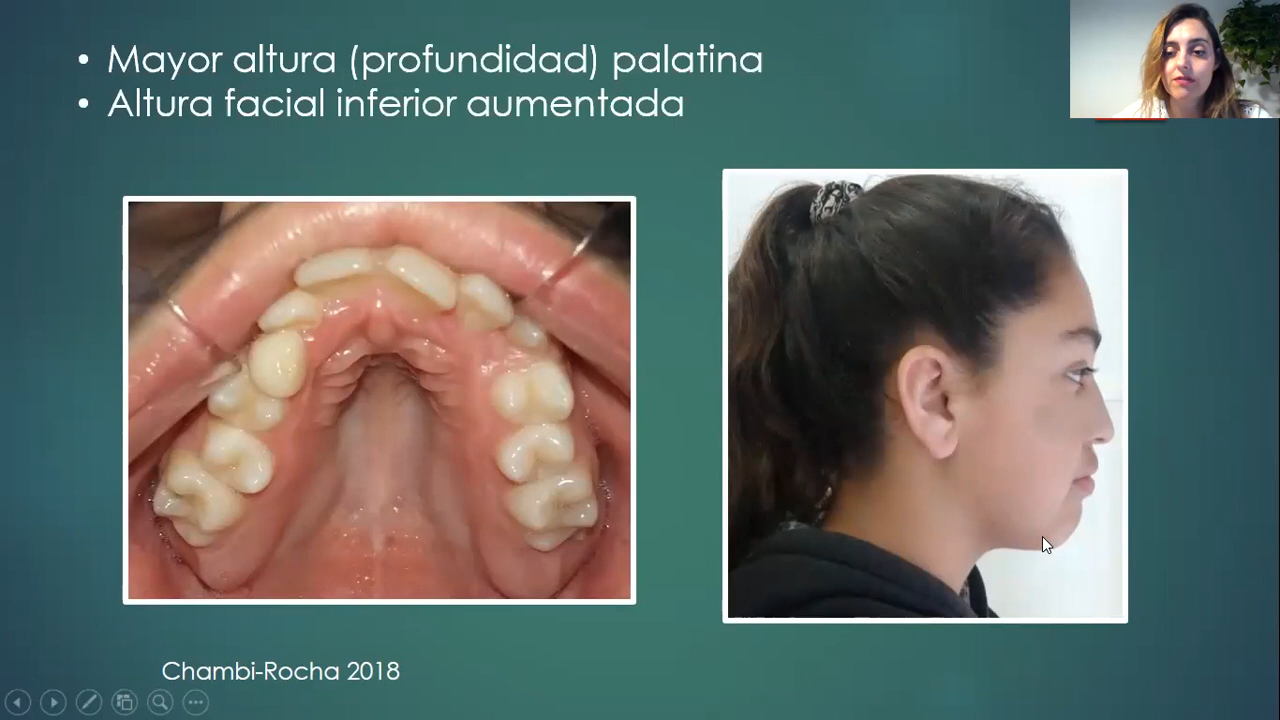 • Mayor altura (profundidad) palatina
• Altura facial inferior aumentada
Chambi-Rocha 2018